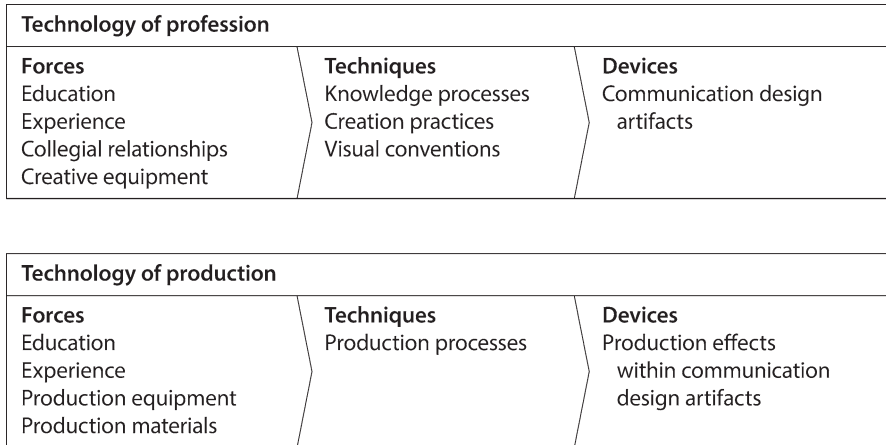 Technology of profession
Forces
Education
Experience
Collegial relationships
Creative equipment
Techniques
Knowledge processes
Creation practices
Visual conventions
Devices
Communication design
artifacts
Technology of production
Forces
Education
Experience
Production equipment
Production materials
Techniques
Production processes
Devices
Production effects
within communication
design artifacts